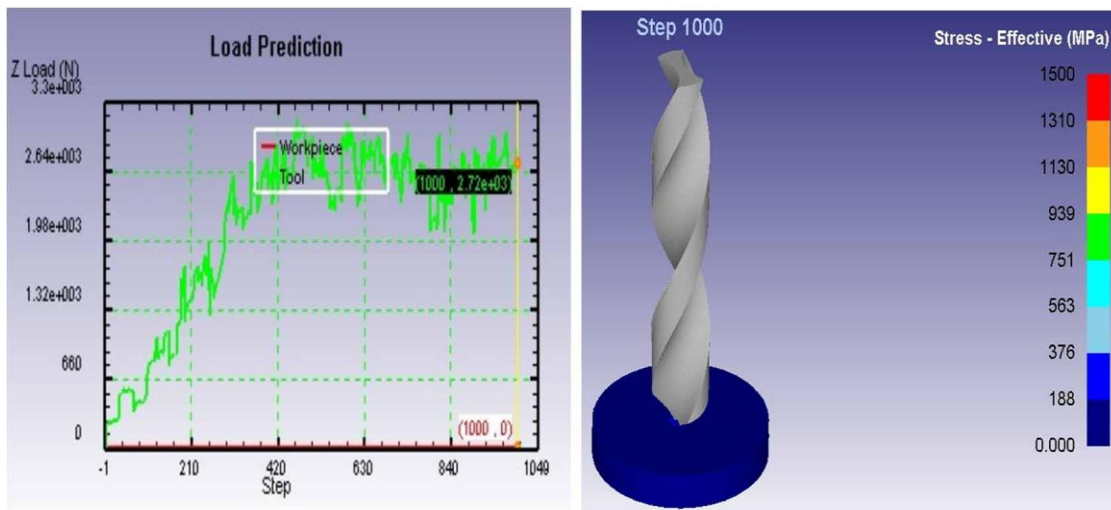 Load Prediction
Z Load (N)
3.3e+003
2.64e+003
1.98e+003
1.32e+003
660
0
Workpiece
Tool
(1000 , 2.72e+03)
(1000 , 0)
-1 210 420 630 840 1049
Step
Step 1000
Stress - Effective (MPa)
1500
1310
1130
939
751
563
376
188
0.000